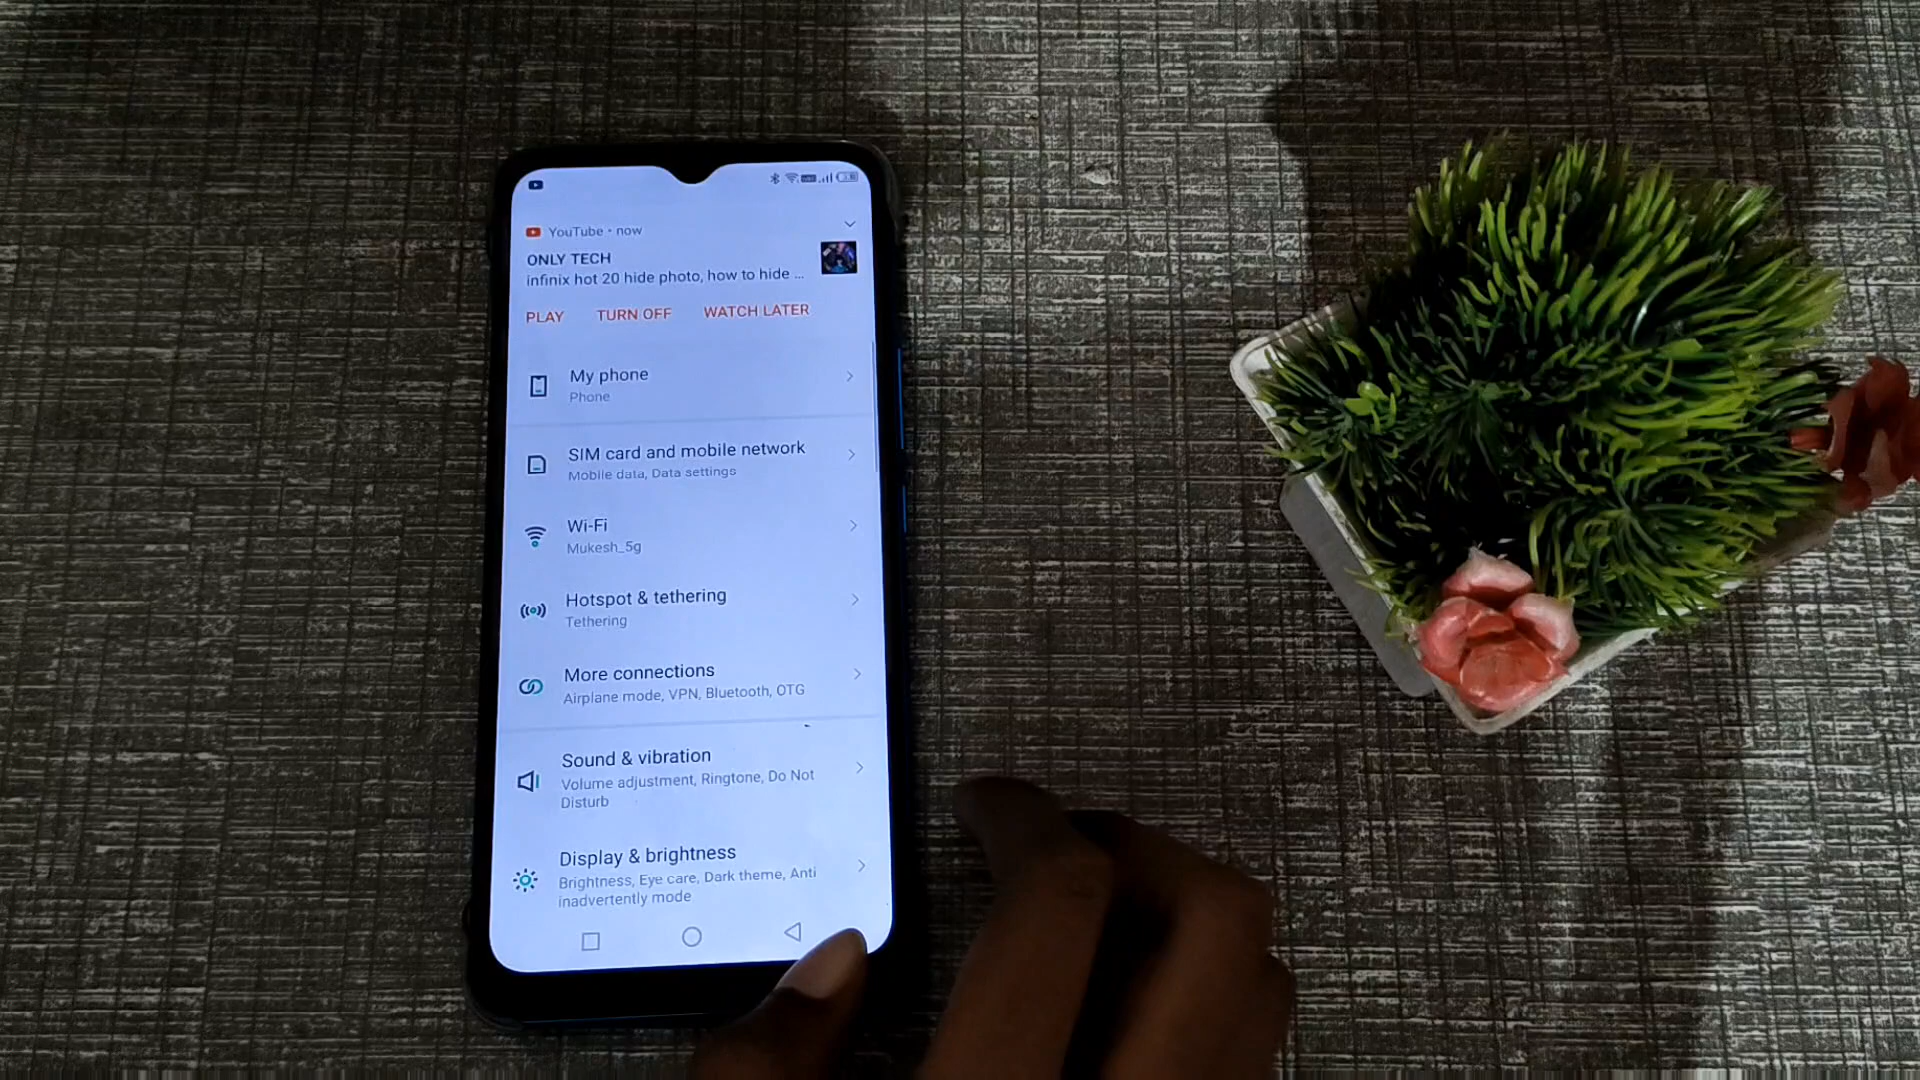 YouTube • now
ONLY TECH
infinix hot 20 hide photo, how to hide ...
PLAY TURN OFF WATCH LATER
My phone
Phone
SIM card and mobile network
Mobile data, Data settings
Wi-Fi
Mukesh_5g
Hotspot & tethering
Tethering
More connections
Airplane mode, VPN, Bluetooth, OTG
Sound & vibration
Volume adjustment, Ringtone, Do Not
Disturb
Display & brightness
Brightness, Eye care, Dark theme, Anti
inadvertently mode